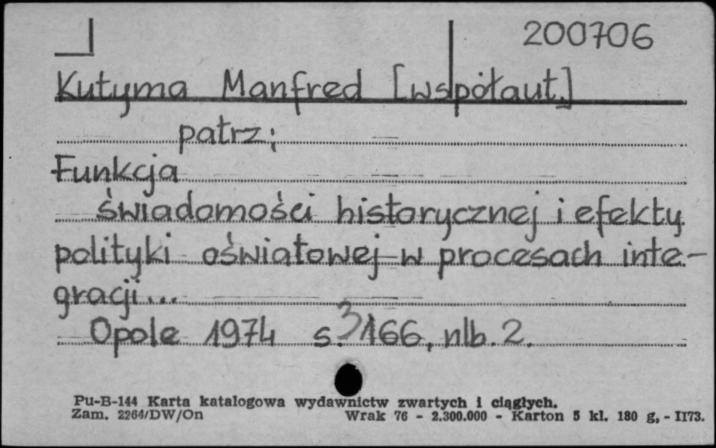 200706
Kutyma Manfred [współaut.]
patrz:
Funkcja
świadomości historycznej i efekty
polityki oświatowej w procesach inte-
gracji...
Opole 1974 s. 3 166, nlb. 2.
Pu-B-144 Karta katalogowa wydawnictw zwartych i ciągłych.
Zam. 2264/DW/On Wrak 76 - 2.300.000 - Karton 5 kl. 180 g. - II73.